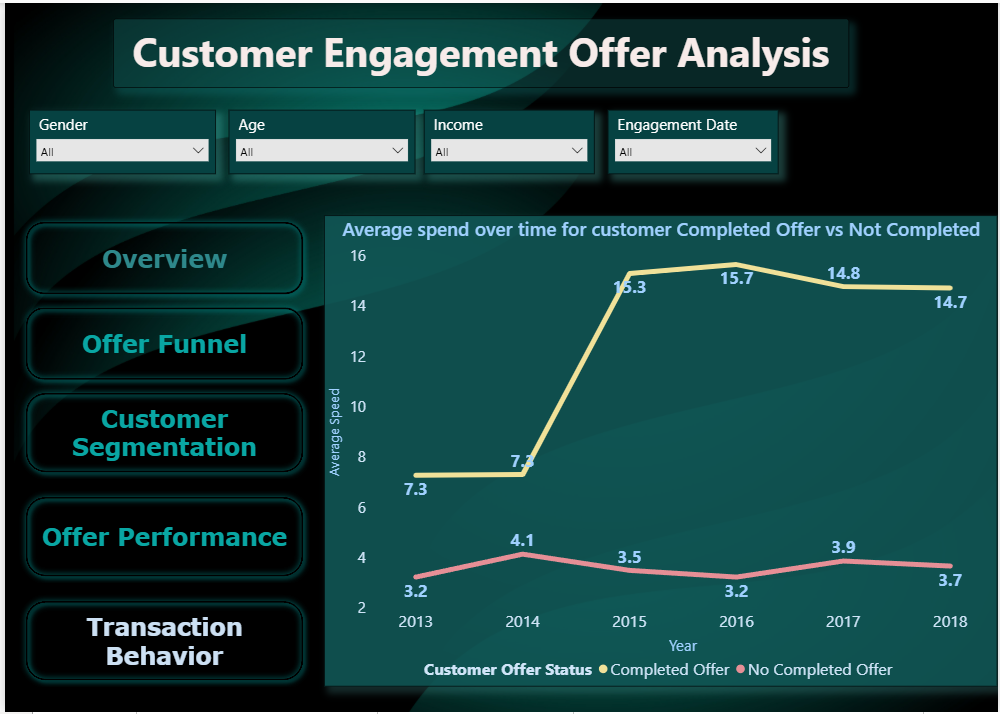 Customer Engagement Offer Analysis
Gender
All
Age
All
Income
All
Engagement Date
All
Overview
Offer Funnel
Customer
Segmentation
Offer Performance
Transaction
Behavior
Average spend over time for customer Completed Offer vs Not Completed
Average Speed
16
14
12
10
8
6
4
2
7.3
7.3
15.3
15.7
14.8
14.7
3.2
4.1
3.5
3.2
3.9
3.7
2013 2014 2015 2016 2017 2018
Year
Customer Offer Status Completed Offer No Completed Offer